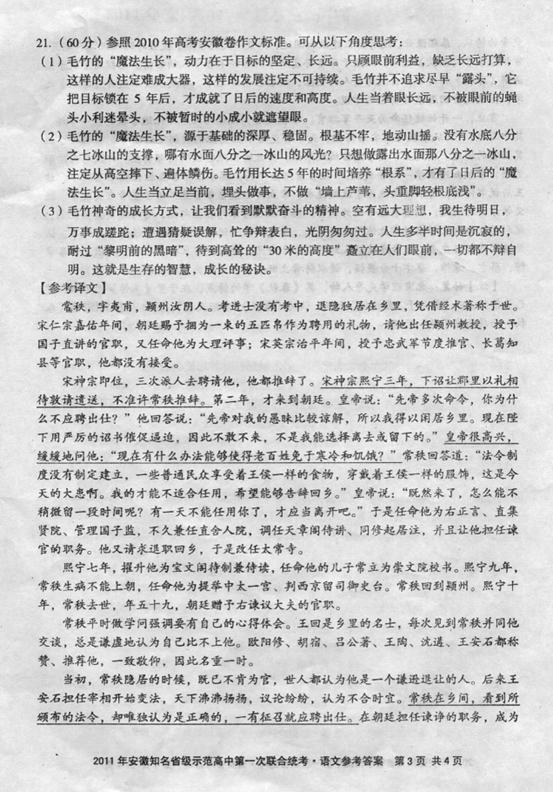 21.(60分)参照2010年高考安徽卷作文标准。可从以下角度思考:
(1)毛竹的“魔法生长”,动力在于目标的坚定、长远。只顾眼前利益,缺乏长远打算,
这样的人注定难成大器,这样的发展注定不可持续。毛竹并不追求尽早“露头”,它
把目标锁在 5 年后,才成就了日后的速度和高度。人生当着眼长远,不被眼前的蝇
头小利迷晕头,不被暂时的小成小就遮望眼。
(2)毛竹的“魔法生长”,源于基础的深厚、稳固。根基不牢,地动山摇。没有水底八分
之七冰山的支撑,哪有水面八分之一冰山的风光?只想做露出水面那八分之一冰山,
注定从高空摔下、遍体鳞伤。毛竹用长达5年的时间培养“根系”,才有了日后的“魔
法生长”。人生当立足当前,埋头做事,不做“墙上芦苇,头重脚轻根底浅”。
(3)毛竹神奇的成长方式,让我们看到默默奋斗的精神。空有远大理想,我生待明日,
万事成蹉跎;遭遇猜疑误解,忙争辩表白,光阴匆匆过。人生多半时间是沉寂的,
耐过“黎明前的黑暗”,待到高耸的“30米的高度”矗立在人们眼前,一切都不辩自
明。这就是生存的智慧,成长的秘诀。
【参考译文】
常秩,字夷甫,颍州汝阴人。考进士没有考中,退隐独居在乡里,凭借经术著称于世。
宋仁宗嘉佑年间,朝廷赐予捆为一束的五匹帛作为聘用的礼物,请他出任颍州教授,授予
国子直讲的官职,又任命他为大理评事;宋英宗治平年间,授予忠武军节度推官、长葛知
县等官职,他都没有接受。
宋神宗即位,三次派人去聘请他,他都推辞了。宋神宗熙宁三年,下诏让郡里以礼相
待敦请遣送,不准许常秩推辞。第二年,才来到朝廷。皇帝说:“先帝多次命令,你为什
么不应聘出仕?”他回答说:“先帝对我的愚昧比较谅解,所以我得以闲居乡里。现在陛
下用严厉的诏书催促逼迫,因此不敢不来,不是我能选择离去或留下的。”皇帝很高兴,
缓缓地问他:“现在有什么办法能够使得老百姓免于寒冷和饥饿?”常秩回答道:“法令制
度没有制定建立,一些普通民众享受着王侯一样的食物,穿戴着王侯一样的服饰,这是今
天的大患啊。我的才能不适合任用,希望能够告辞回乡。”皇帝说:“既然来了,怎么能不
稍微留一段时间呢?有一天不能任用你了,才应当离开吧。”于是任命他为右正言、直集
贤院、管理国子监,不久兼任直舍人院,调任天章阁侍讲、同修起居注,并且让他担任谏
官的职务。他又请求退职回乡,于是改任太常寺。
熙宁七年,擢升他为宝文阁待制兼侍读,任命他的儿子常立为崇文院校书。熙宁九年,
常秩生病不能上朝,任命他为提举中太一宫、判西京留司御史台。常秩回到颍州。熙宁十
年,常秩去世,年五十九,朝廷赠予右谏议大夫的官职。
常秩平时做学问强调要有自己的心得体会。王回是乡里的名士,每次见到常秩并同他
交谈,总是谦虚地认为自己比不上他。欧阳修、胡宿、吕公著、王陶、沈遘、王安石都称
赞、推荐他,一致敬仰,因此名重一时。
当初,常秩隐居的时候,既已不肯为官,世人都认为他是一个谦逊退让的人。后来王
安石担任宰相开始变法,天下沸沸扬扬,议论纷纷,认为不合时宜。常秩在乡间,看到所
颁布的法令,却唯独认为是正确的,一有征召就应聘出仕。在朝廷担任谏诤的职务,成为
2011年安徽知名省级示范高中第一次联合统考·语文参考答案 第3页 共4页